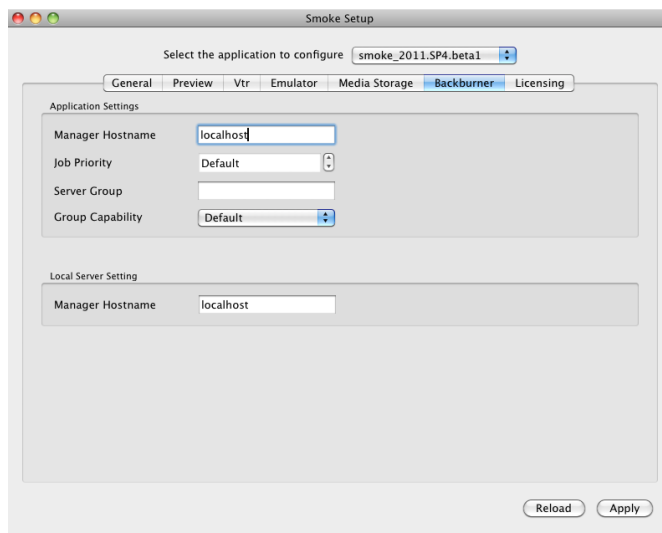 Smoke Setup
Select the application to configure smoke_2011.SP4.beta1
General Preview Vtr Emulator Media Storage Backburner Licensing
Application Settings
Manager Hostname localhost
Job Priority Default
Server Group
Group Capability Default
Local Server Setting
Manager Hostname localhost
Reload Apply